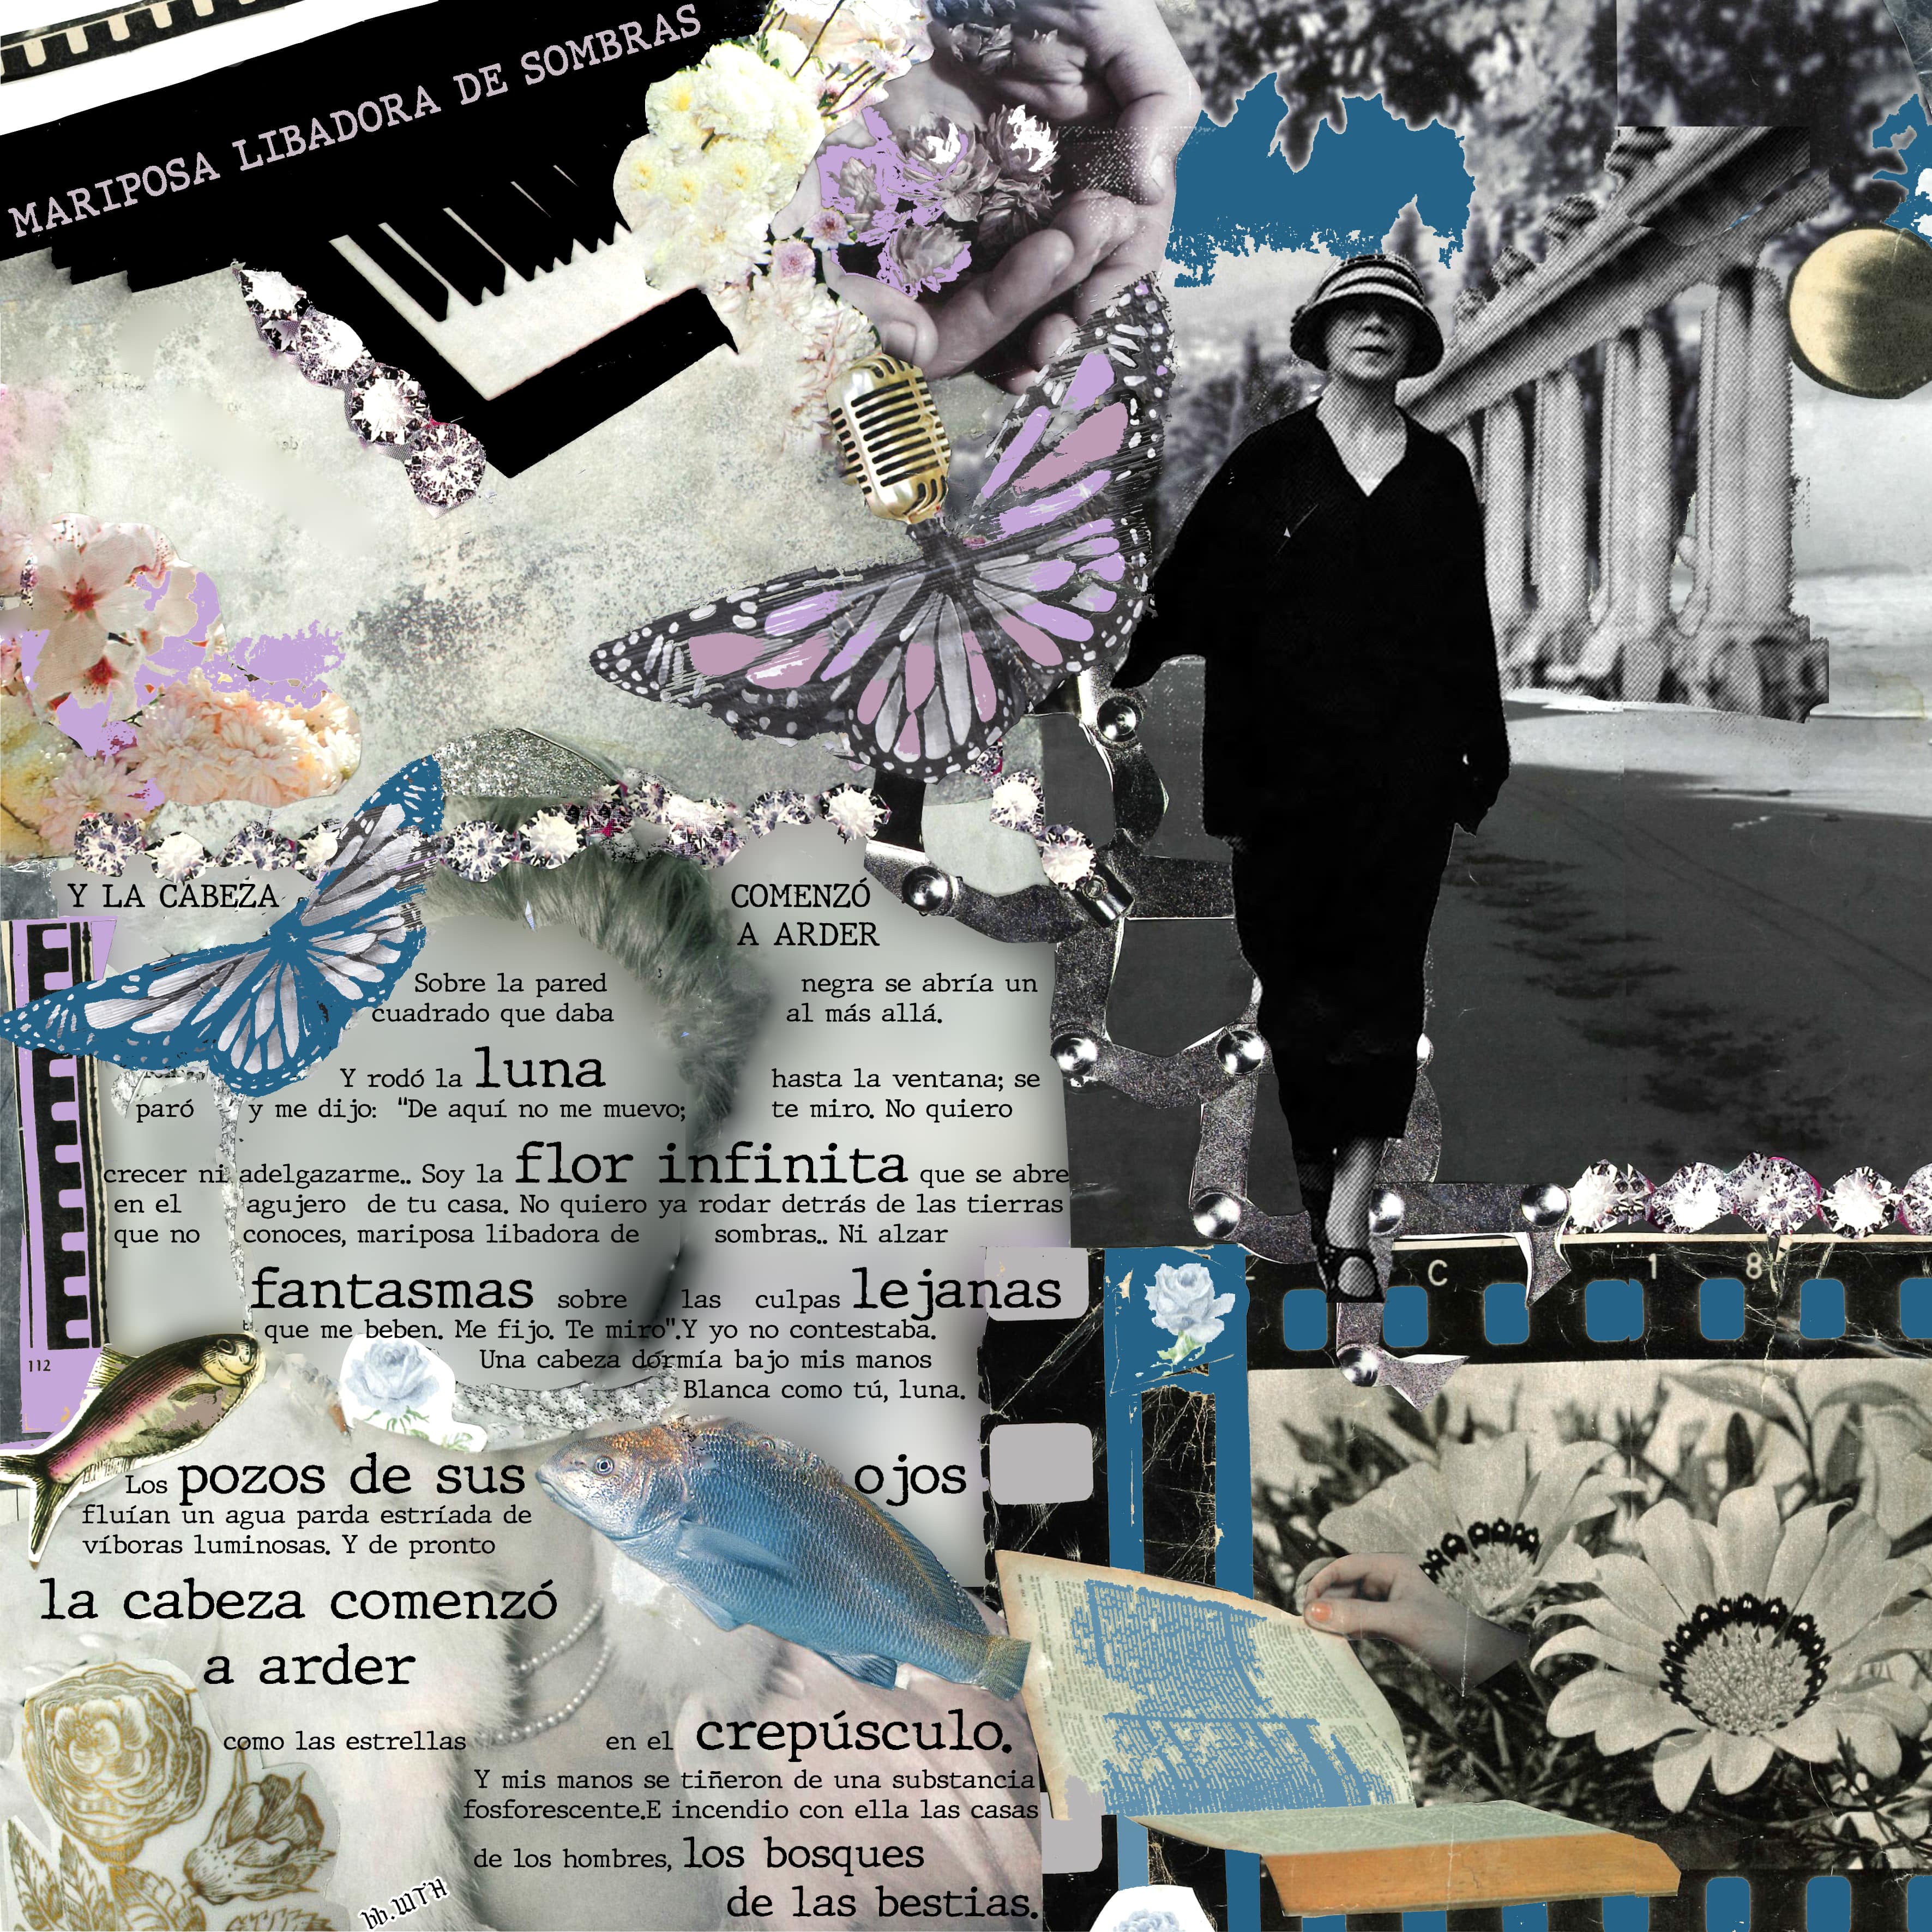 MARIPOSA LIBADORA DE SOMBRAS
Y LA CABEZA COMENZÓ
A ARDER
Sobre la pared negra se abría un
cuadrado que daba al más allá.
Y rodó la luna hasta la ventana; se
paró y me dijo: "De aquí no me muevo; te miro. No quiero
crecer ni adelgazarme.. Soy la flor infinita que se abre
en el agujero de tu casa. No quiero ya rodar detrás de las tierras
que no conoces, mariposa libadora de sombras.. Ni alzar
fantasmas sobre las culpas lejanas
que me beben. Me fijo. Te miro".Y yo no contestaba.
Una cabeza dormía bajo mis manos
Blanca como tú, luna.
Los pozos de sus ojos
fluían un agua parda estríada de
víboras luminosas. Y de pronto
la cabeza comenzó
a arder
como las estrellas en el crepúsculo.
Y mis manos se tiñeron de una substancia
fosforescente.E incendio con ella las casas
de los hombres, los bosques
de las bestias.
bb.WTH
112
C 18